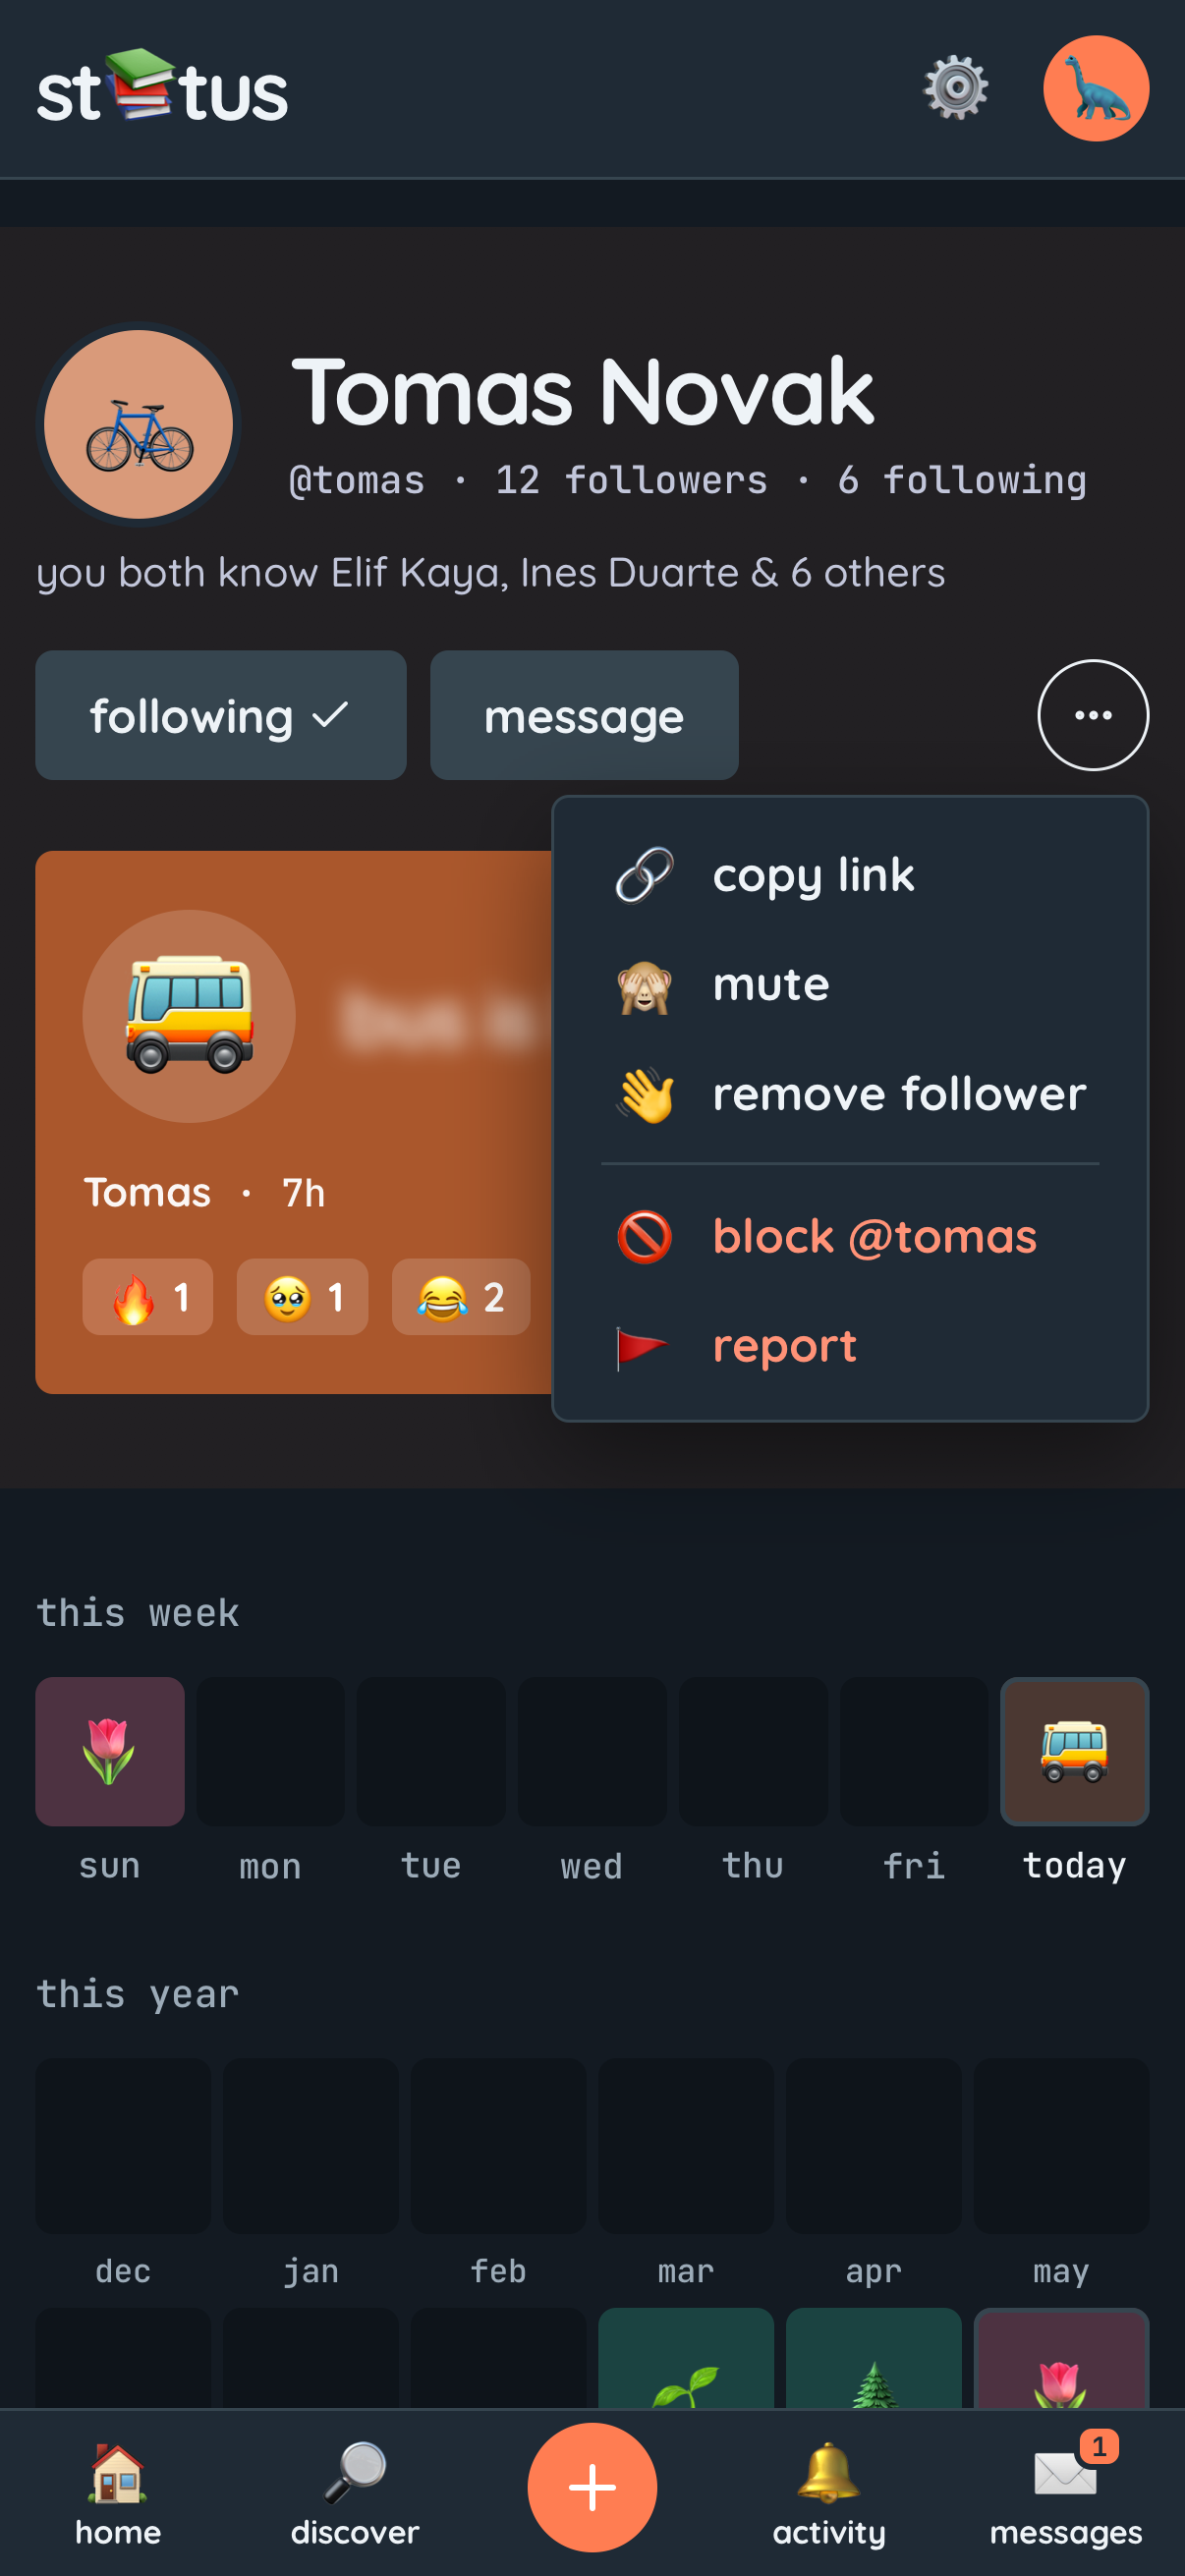 st📚tus
Tomas Novak
@tomas · 12 followers · 6 following
you both know Elif Kaya, Ines Duarte & 6 others
following ✓
message
copy link
mute
remove follower
block @tomas
report
Tomas · 7h
1
1
2
this week
sun mon tue wed thu fri today
this year
dec jan feb mar apr may
1
home discover activity messages